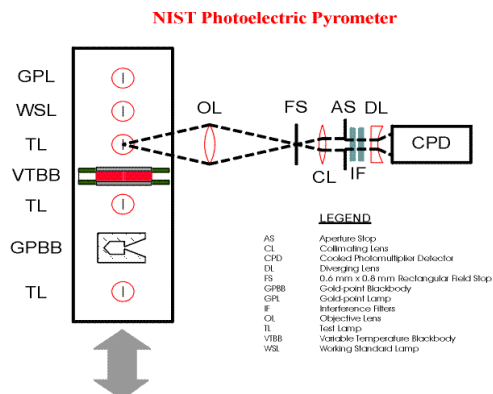 NIST Photoelectric Pyrometer
GPL
WSL
TL
VTBB
TL
GPBB
TL
OL
FS
AS
DL
CL
IF
CPD
LEGEND
AS Aperture Stop
CL Collimating Lens
CPD Cooled Photomultiplier Detector
DL Diverging Lens
FS 0.6 mm x 0.8 mm Rectangular Field Stop
GPBB Gold-point Blackbody
GPL Gold-point Lamp
IF Interference Filters
OL Objective Lens
TL Test Lamp
VTBB Variable Temperature Blackbody
WSL Working Standard Lamp